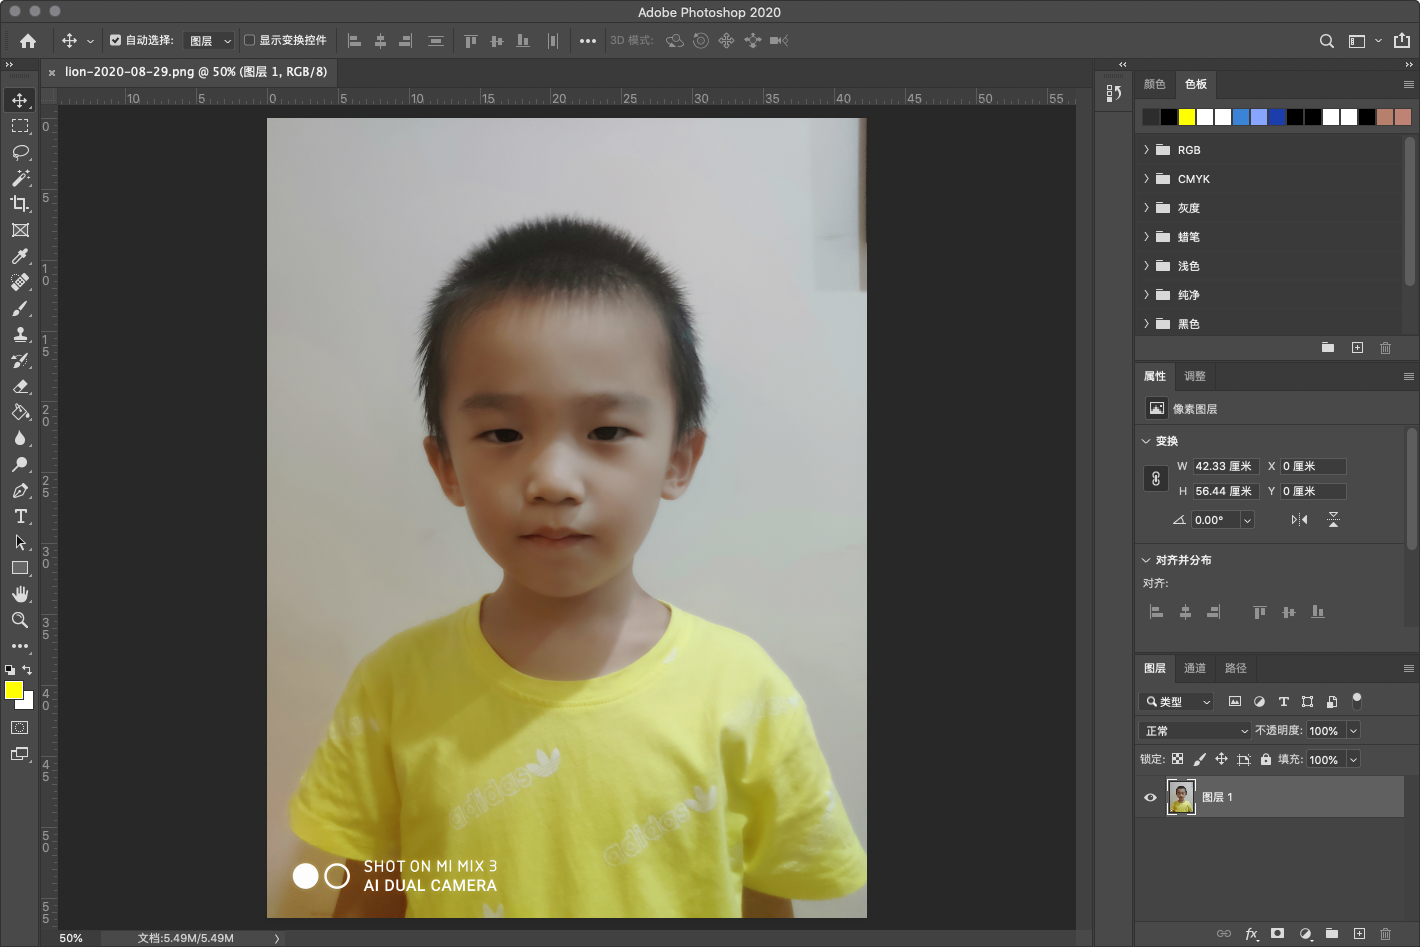 Adobe Photoshop 2020
自动选择: 图层 显示变换控件 3D 模式:
lion-2020-08-29.png @ 50% (图层 1, RGB/8)
10 5 0 5 10 15 20 25 30 35 40 45 50 55
0
5
10
15
20
25
30
35
40
45
50
55
adidas
adidas
SHOT ON MI MIX 3
AI DUAL CAMERA
50% 文档:5.49M/5.49M
颜色 色板
RGB
CMYK
灰度
蜡笔
浅色
纯净
黑色
属性 调整
像素图层
变换
W 42.33 厘米 X 0 厘米
H 56.44 厘米 Y 0 厘米
0.00°
对齐并分布
对齐:
图层 通道 路径
类型
正常 不透明度: 100%
锁定: 填充: 100%
图层 1
fx